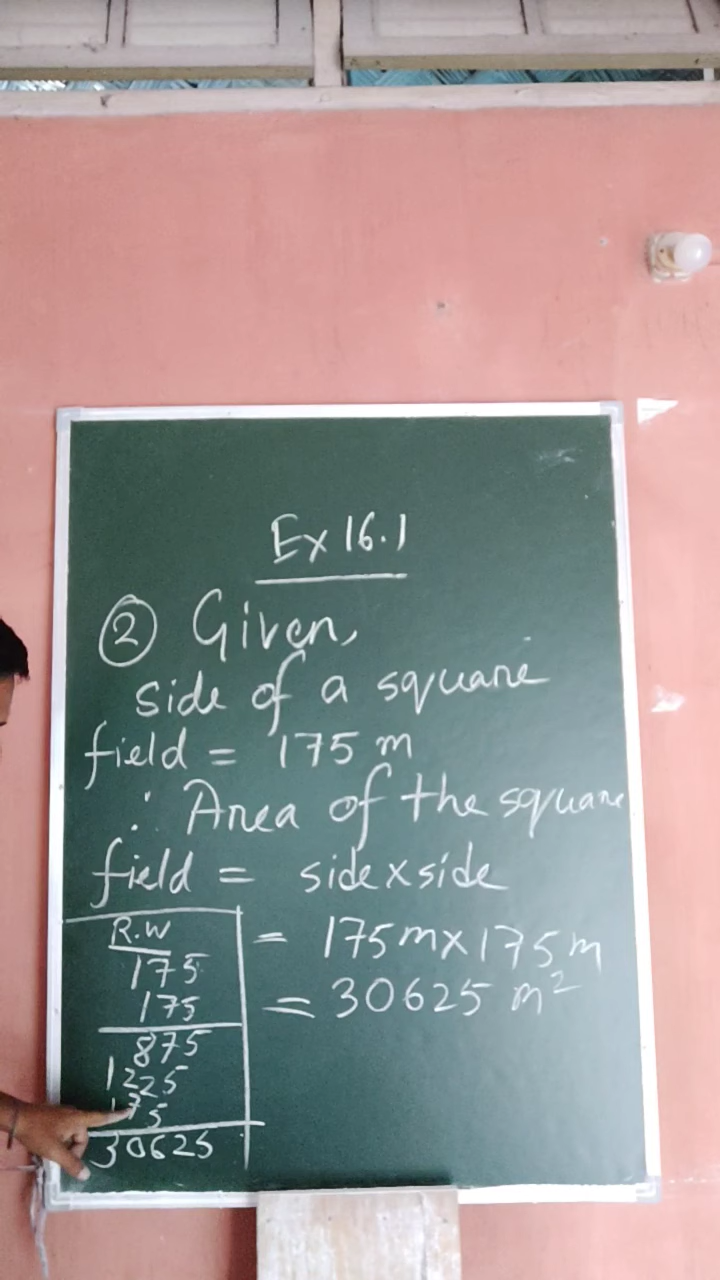 Ex 16.1
② Given,
side of a square
field = 175 m
∴ Area of the square
field = side x side
= 175 m x 175 m
= 30625 m²
R.W
175
175
875
1225
175
30625